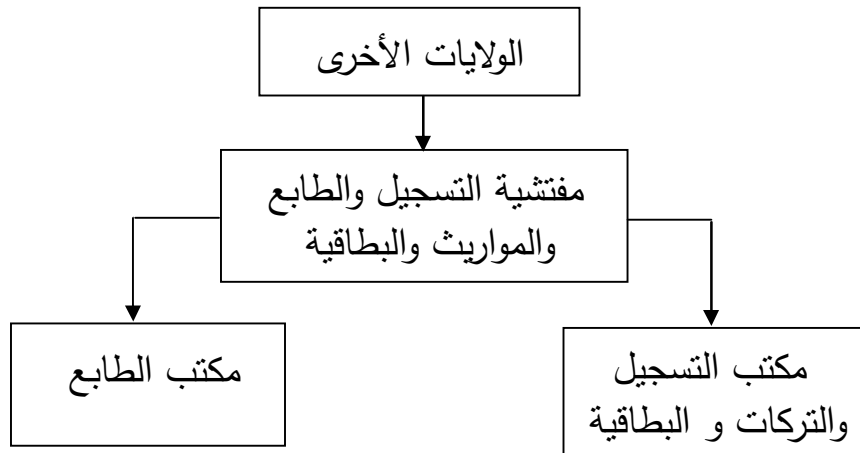 الولايات الأخرى
مفتشية التسجيل والطابع
والمواريث والبطاقية
مكتب التسجيل
والتركات و البطاقية
مكتب الطابع